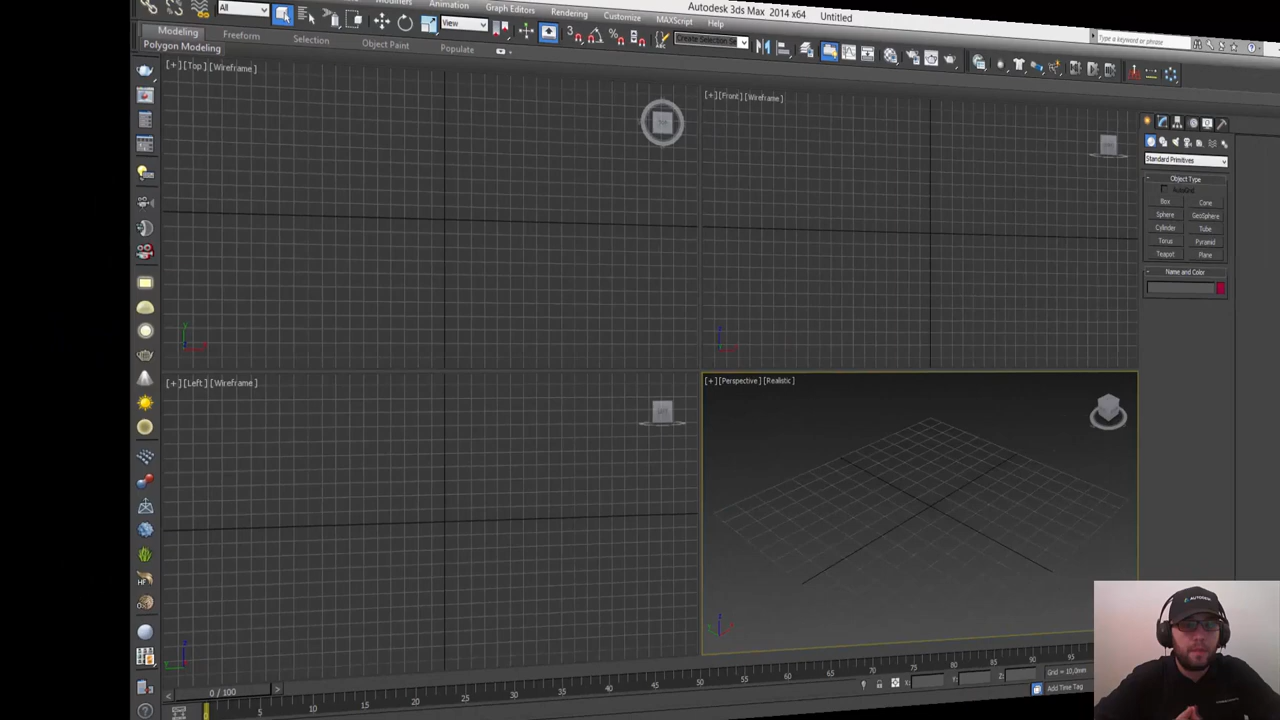 Autodesk 3ds Max 2014 x64 Untitled
Animation Graph Editors Rendering Customize MAXScript Help
All
View
Create Selection Se
Type a keyword or phrase
Modeling Freeform Selection Object Paint Populate
Polygon Modeling
[+] [Top] [Wireframe]
TOP
[+] [Front] [Wireframe]
Standard Primitives
Object Type
AutoGrid
Box Cone
Sphere GeoSphere
Cylinder Tube
Torus Pyramid
Teapot Plane
Name and Color
[+] [Left] [Wireframe]
[+] [Perspective] [Realistic]
AUTODESK
0 / 100
X: Y: Z: Grid = 10,0mm
Add Time Tag
0 5 10 15 20 25 30 35 40 45 50 55 60 65 70 75 80 85 90 95